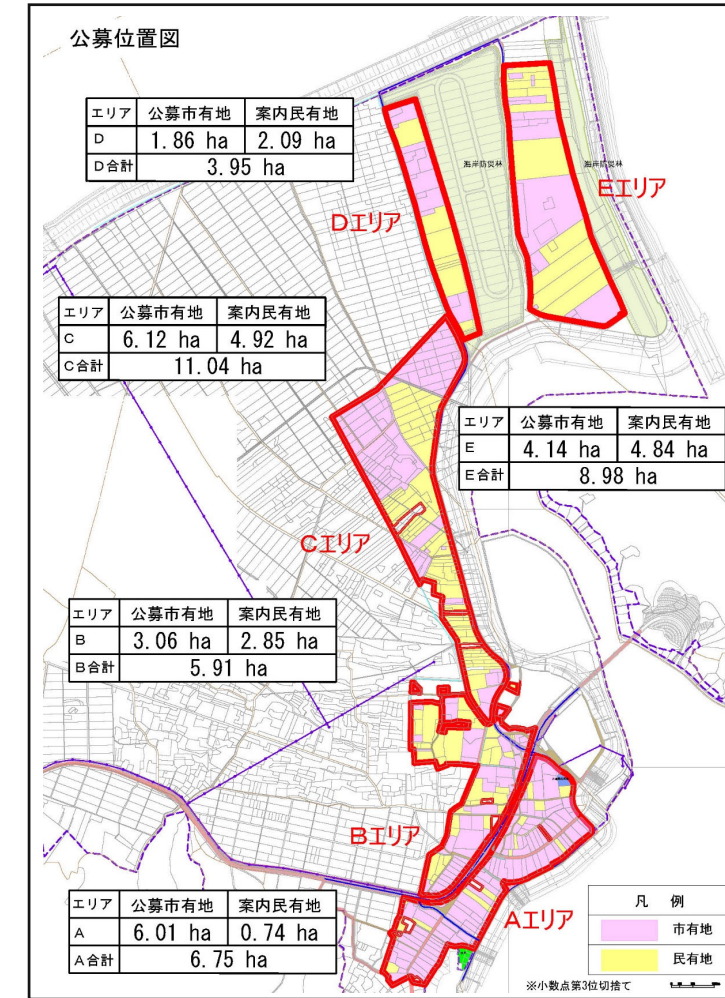 公募位置図
エリア 公募市有地 案内民有地
D 1.86 ha 2.09 ha
D合計 3.95 ha
海岸防災林
海岸防災林
Eエリア
Dエリア
エリア 公募市有地 案内民有地
C 6.12 ha 4.92 ha
C合計 11.04 ha
エリア 公募市有地 案内民有地
E 4.14 ha 4.84 ha
E合計 8.98 ha
Cエリア
エリア 公募市有地 案内民有地
B 3.06 ha 2.85 ha
B合計 5.91 ha
Bエリア
エリア 公募市有地 案内民有地
A 6.01 ha 0.74 ha
A合計 6.75 ha
Aエリア
凡 例
市有地
民有地
※小数点第3位切捨て